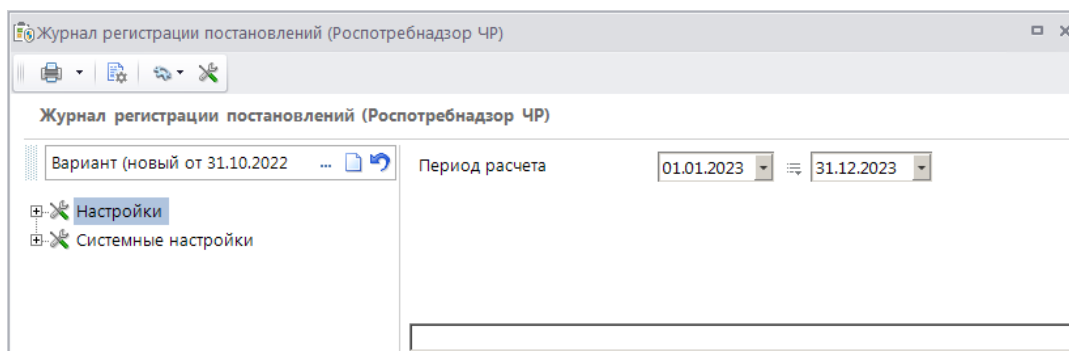 Журнал регистрации постановлений (Роспотребнадзор ЧР)
Журнал регистрации постановлений (Роспотребнадзор ЧР)
Вариант (новый от 31.10.2022 ...
Период расчета 01.01.2023 31.12.2023
Настройки
Системные настройки